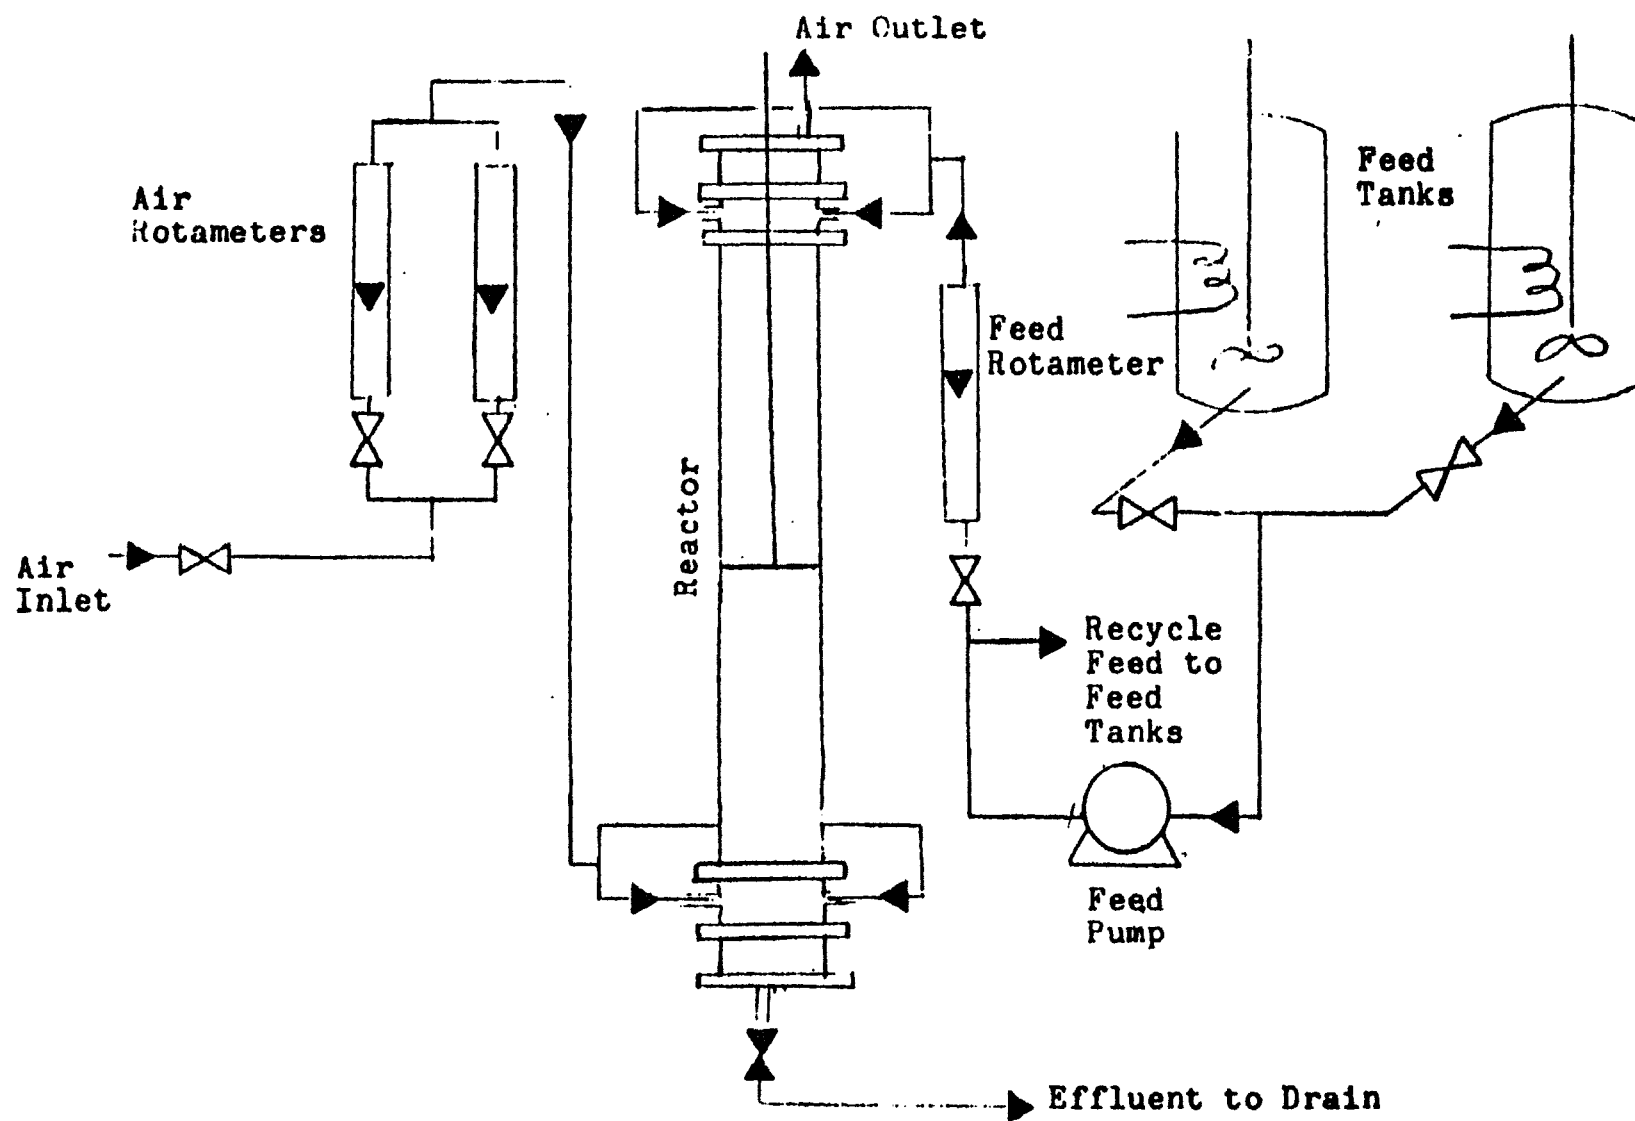 Air Outlet
Air
Rotameters
Feed
Tanks
Feed
Rotameter
Reactor
Air
Inlet
Recycle
Feed to
Feed
Tanks
Feed
Pump
Effluent to Drain